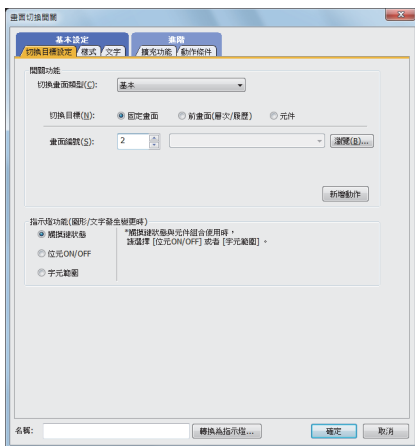 畫面切換開關
基本設定 進階
切換目標設定 樣式 文字 擴充功能 動作條件
開關功能
切換畫面類型(C): 基本
切換目標(N): 固定畫面 前畫面(層次/履歷) 元件
畫面編號(S): 2 瀏覽(B)...
新增動作
指示燈功能(圖形/文字發生變更時)
觸摸鍵狀態 *觸摸鍵狀態與元件組合使用時，
請選擇 [位元ON/OFF] 或者 [字元範圍] 。
位元ON/OFF
字元範圍
名稱: 轉換為指示燈... 確定 取消